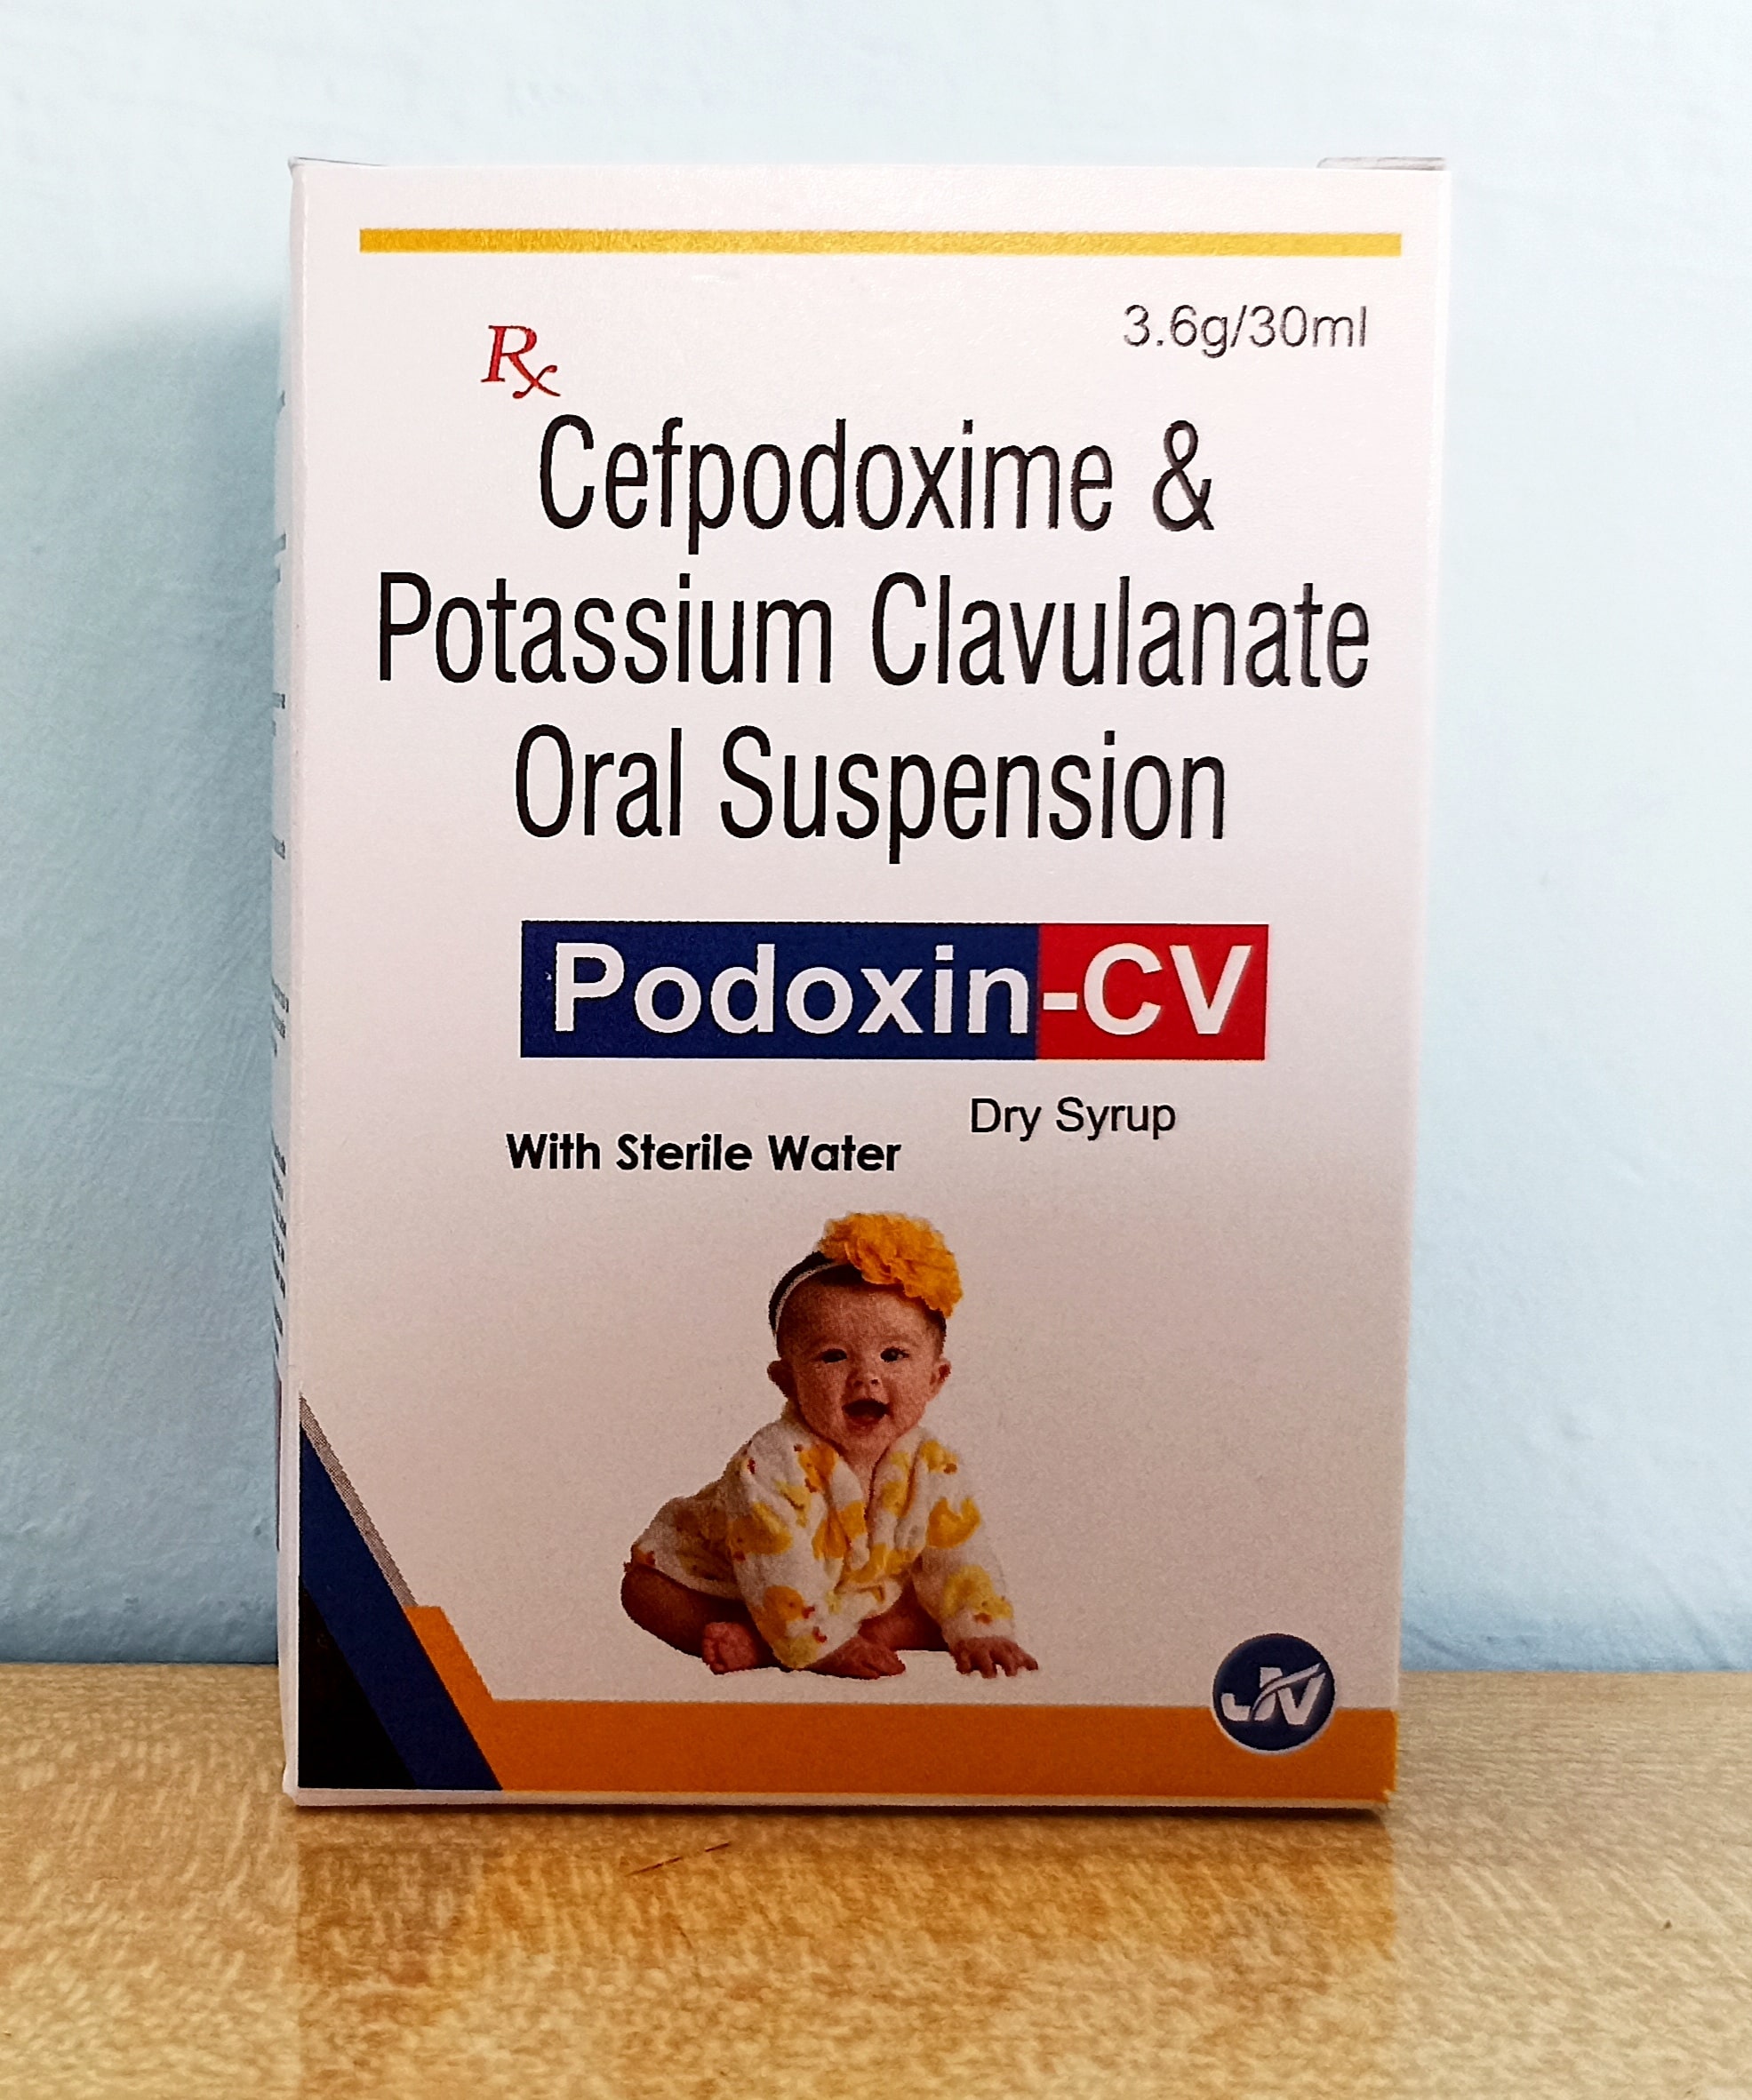 3.6g/30ml
Rx
Cefpodoxime &
Potassium Clavulanate
Oral Suspension
Podoxin-CV
Dry Syrup
With Sterile Water
JV